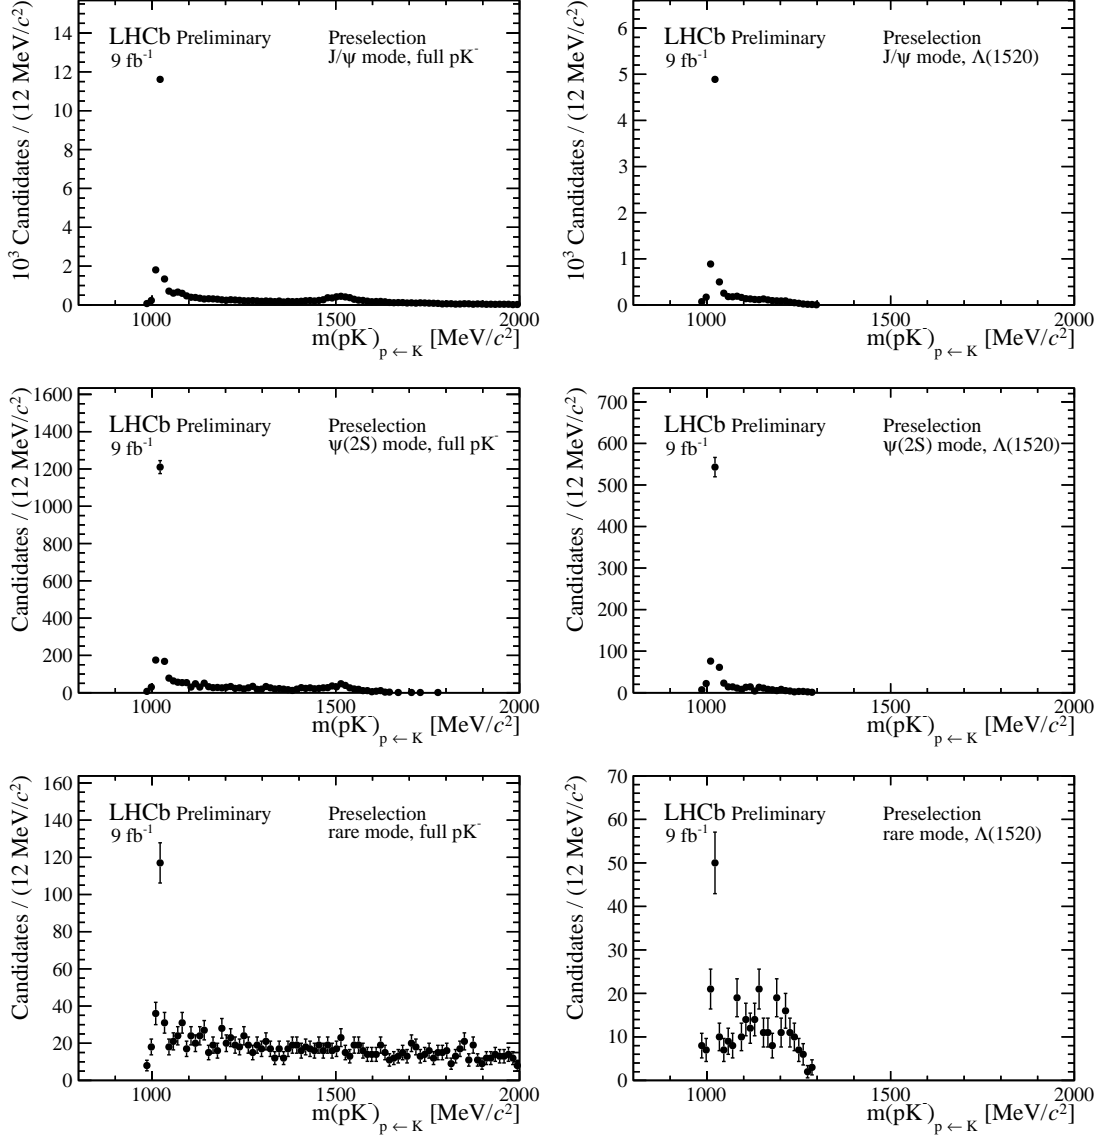 10³ Candidates / (12 MeV/c²)
14
12
10
8
6
4
2
0
LHCb Preliminary
9 fb⁻¹
Preselection
J/ψ mode, full pK⁻
1000
1500
2000
m(pK⁻)p ← K [MeV/c²]
10³ Candidates / (12 MeV/c²)
6
5
4
3
2
1
0
LHCb Preliminary
9 fb⁻¹
Preselection
J/ψ mode, Λ(1520)
1000
1500
2000
m(pK⁻)p ← K [MeV/c²]
Candidates / (12 MeV/c²)
1600
1400
1200
1000
800
600
400
200
0
LHCb Preliminary
9 fb⁻¹
Preselection
ψ(2S) mode, full pK⁻
1000
1500
2000
m(pK⁻)p ← K [MeV/c²]
Candidates / (12 MeV/c²)
700
600
500
400
300
200
100
0
LHCb Preliminary
9 fb⁻¹
Preselection
ψ(2S) mode, Λ(1520)
1000
1500
2000
m(pK⁻)p ← K [MeV/c²]
Candidates / (12 MeV/c²)
160
140
120
100
80
60
40
20
0
LHCb Preliminary
9 fb⁻¹
Preselection
rare mode, full pK⁻
1000
1500
2000
m(pK⁻)p ← K [MeV/c²]
Candidates / (12 MeV/c²)
70
60
50
40
30
20
10
0
LHCb Preliminary
9 fb⁻¹
Preselection
rare mode, Λ(1520)
1000
1500
2000
m(pK⁻)p ← K [MeV/c²]